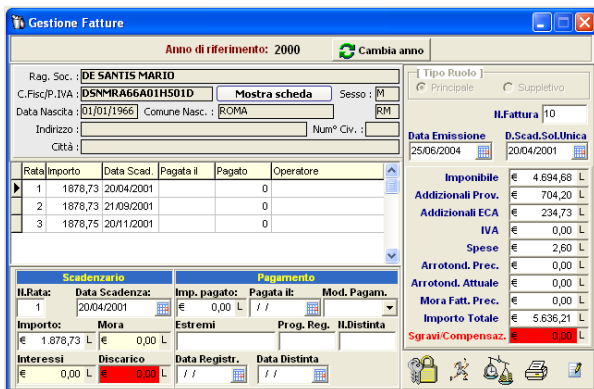 Gestione Fatture
Anno di riferimento: 2000 Cambia anno
Rag. Soc. : DE SANTIS MARIO
C.Fisc/P.IVA : DSNMRA66A01H501D Mostra scheda Sesso : M
Data Nascita : 01/01/1966 Comune Nasc. : ROMA RM
Indirizzo : Num° Civ. :
Città :
[ Tipo Ruolo ]
Principale Suppletivo
N.Fattura 10
Data Emissione D.Scad.Sol.Unica
25/06/2004 20/04/2001
Rata Importo Data Scad. Pagata il Pagato Operatore
1 1878,73 20/04/2001 0
2 1878,73 21/09/2001 0
3 1878,75 20/11/2001 0
Imponibile € 4.694,68 L
Addizionali Prov. € 704,20 L
Addizionali ECA € 234,73 L
IVA € 0,00 L
Spese € 2,60 L
Arrotond. Prec. € 0,00 L
Arrotond. Attuale € 0,00 L
Mora Fatt. Prec. € 0,00 L
Importo Totale € 5.636,21 L
Sgravi/Compensaz. € 0,00 L
Scadenzario Pagamento
N.Rata: Data Scadenza: Imp. pagato: Pagata il: Mod. Pagam.
1 20/04/2001 € 0,00 L / /
Importo: Mora Estremi Prog. Reg. N.Distinta
€ 1.878,73 L € 0,00 L
Interessi Discarico Data Registr. Data Distinta
€ 0,00 L € 0,00 L / / / /